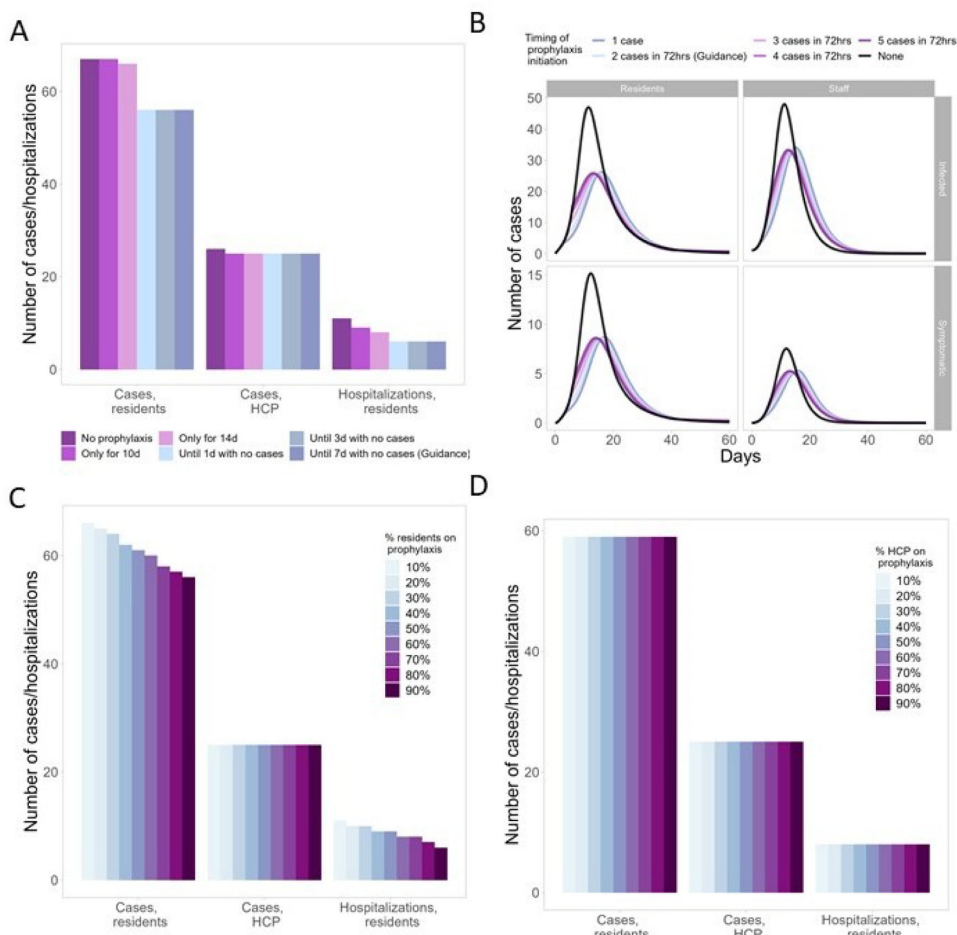 A
Number of cases/hospitalizations
60
40
20
0
Cases,
residents
Cases,
HCP
Hospitalizations,
residents
No prophylaxis
Only for 14d
Until 3d with no cases
Only for 10d
Until 1d with no cases
Until 7d with no cases (Guidance)
B
Timing of
prophylaxis
initiation
1 case
3 cases in 72hrs
5 cases in 72hrs
2 cases in 72hrs (Guidance)
4 cases in 72hrs
None
Residents
Staff
Number of cases
50
40
30
20
10
0
Infected
15
10
5
0
Symptomatic
0 20 40 60
0 20 40 60
Days
C
Number of cases/hospitalizations
60
40
20
0
% residents on
prophylaxis
10%
20%
30%
40%
50%
60%
70%
80%
90%
Cases,
residents
Cases,
HCP
Hospitalizations,
residents
D
Number of cases/hospitalizations
60
40
20
0
% HCP on
prophylaxis
10%
20%
30%
40%
50%
60%
70%
80%
90%
Cases,
residents
Cases,
HCP
Hospitalizations,
residents